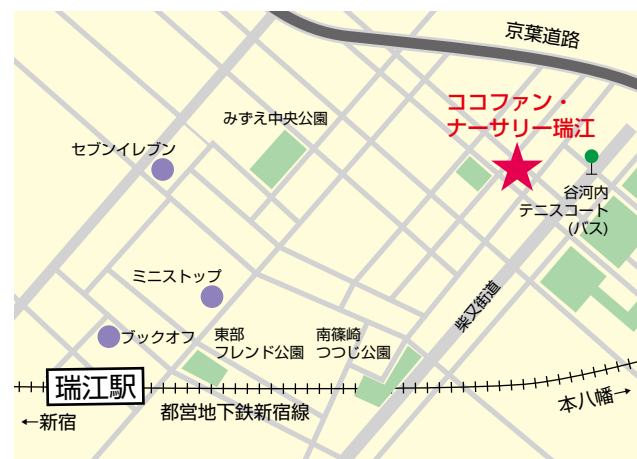 京葉道路
ココファン・
ナーサリー瑞江
みずえ中央公園
セブンイレブン
谷河内
テニスコート
(バス)
ミニストップ
柴又街道
ブックオフ
東部
フレンド公園
南篠崎
つつじ公園
瑞江駅
都営地下鉄新宿線
本八幡→
←新宿